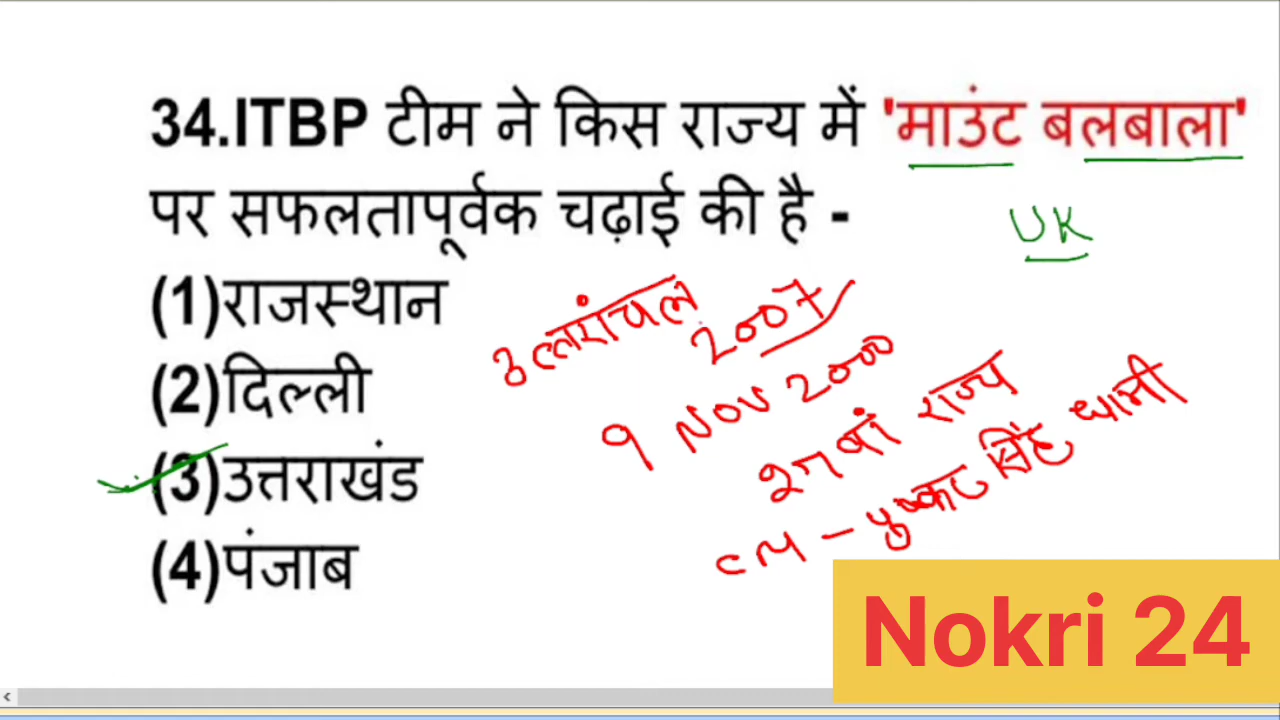 34.ITBP टीम ने किस राज्य में 'माउंट बलबाला'
पर सफलतापूर्वक चढ़ाई की है -
UK
(1)राजस्थान
उत्तरांचल 2007
9 Nov 2000
(2)दिल्ली
27वां राज्य
(3)उत्तराखंड
CM - पुष्कर सिंह धामी
(4)पंजाब
Nokri 24